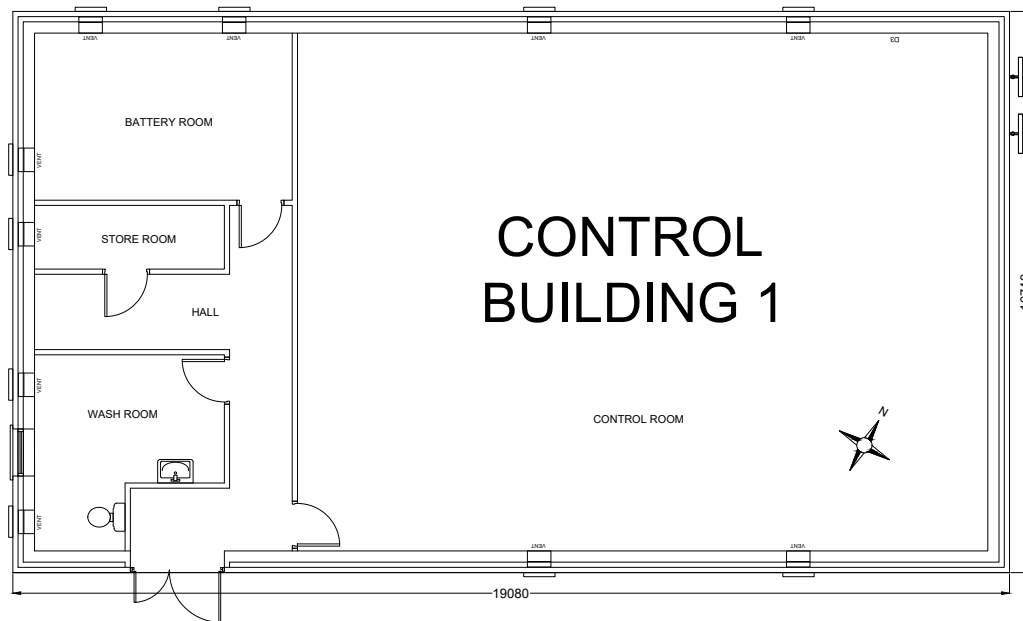 VENT
VENT
VENT
VENT
D3
BATTERY ROOM
VENT
STORE ROOM
VENT
CONTROL
BUILDING 1
HALL
VENT
WASH ROOM
CONTROL ROOM
N
VENT
VENT
VENT
19080